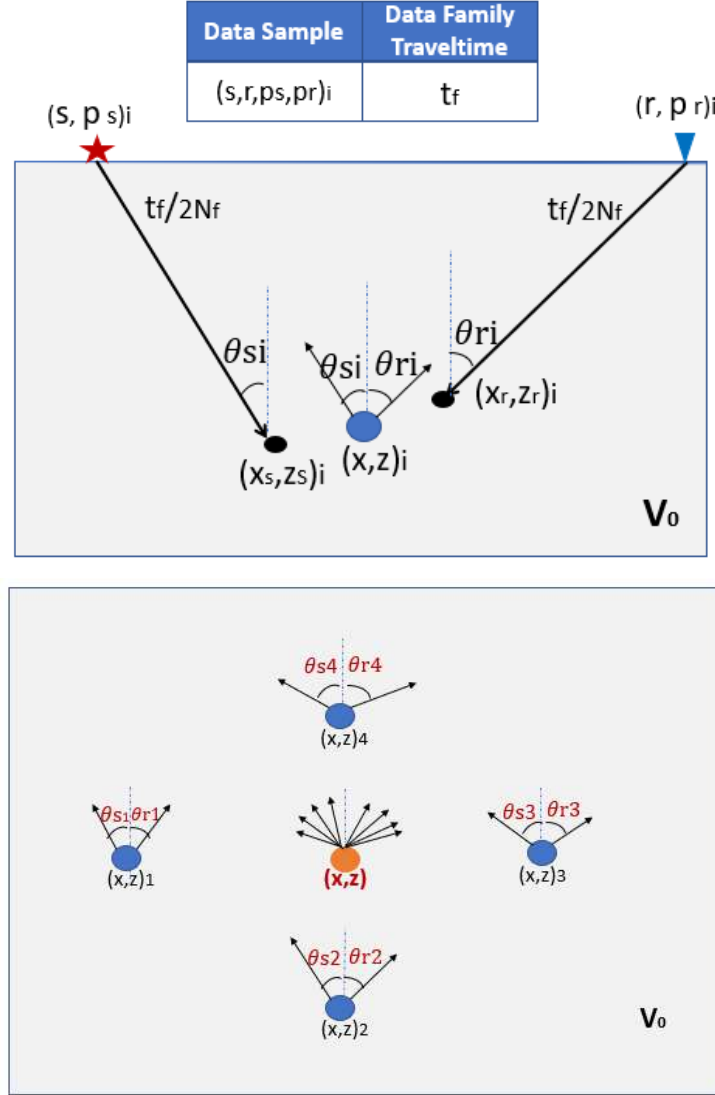 Data Sample
Data Family Traveltime
(s,r,ps,pr)i
tf
(s, p s)i
(r, p r)i
tf/2Nf
tf/2Nf
θsi
θsi
θri
θri
(xs,zs)i
(x,z)i
(xr,zr)i
V0
θs4
θr4
(x,z)4
θs1
θr1
θs3
θr3
(x,z)1
(x,z)
(x,z)3
θs2
θr2
(x,z)2
V0